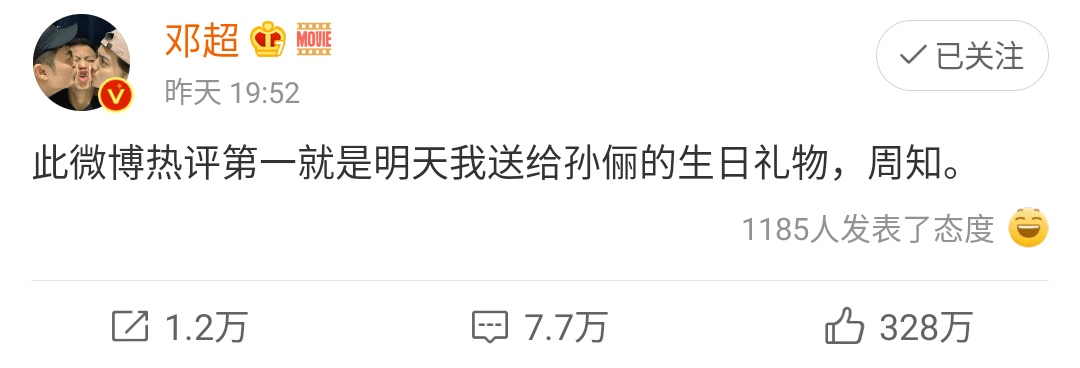 邓超 MOVIE
昨天 19:52
已关注
此微博热评第一就是明天我送给孙俪的生日礼物，周知。
1185人发表了态度
1.2万 7.7万 328万